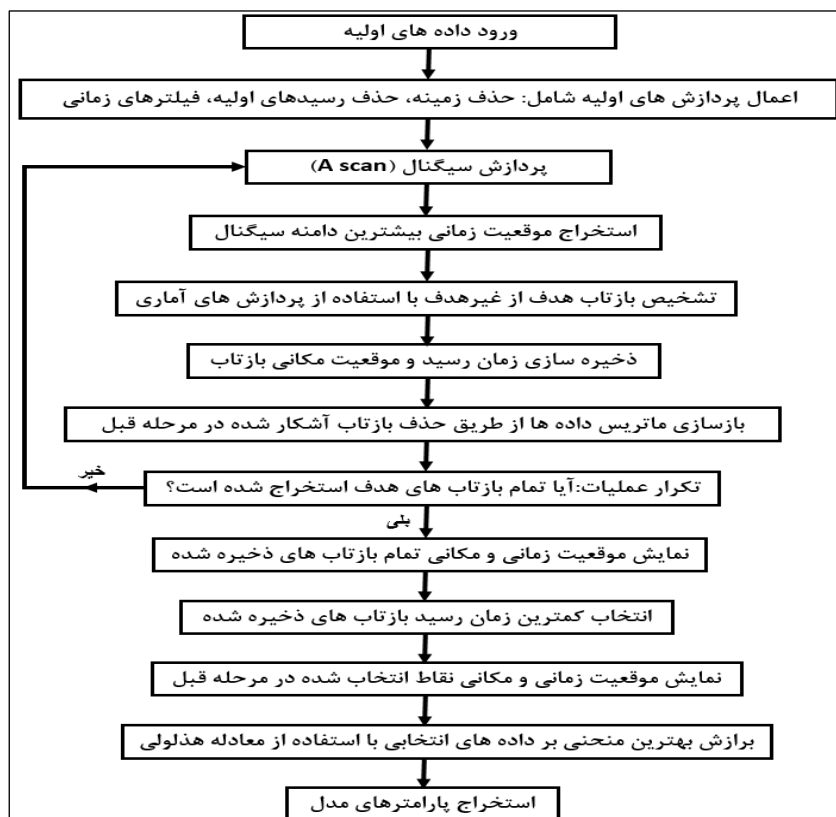 ورود داده های اولیه
اعمال پردازش های اولیه شامل: حذف زمینه، حذف رسیدهای اولیه، فیلترهای زمانی
پردازش سیگنال (A scan)
استخراج موقعیت زمانی بیشترین دامنه سیگنال
تشخیص بازتاب هدف از غیرهدف با استفاده از پردازش های آماری
ذخیره سازی زمان رسید و موقعیت مکانی بازتاب
بازسازی ماتریس داده ها از طریق حذف بازتاب آشکار شده در مرحله قبل
خیر
تکرار عملیات:آیا تمام بازتاب های هدف استخراج شده است؟
بلی
نمایش موقعیت زمانی و مکانی تمام بازتاب های ذخیره شده
انتخاب کمترین زمان رسید بازتاب های ذخیره شده
نمایش موقعیت زمانی و مکانی نقاط انتخاب شده در مرحله قبل
برازش بهترین منحنی بر داده های انتخابی با استفاده از معادله هذلولی
استخراج پارامترهای مدل